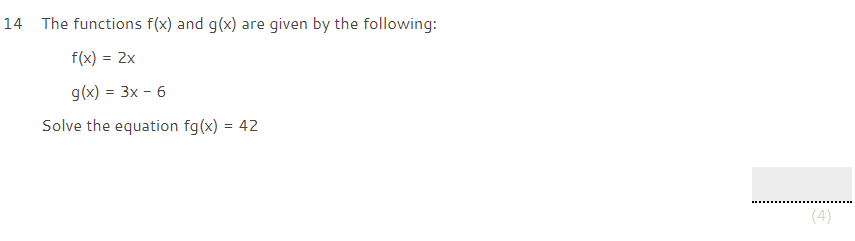 14 The functions f(x) and g(x) are given by the following:
f(x) = 2x
g(x) = 3x - 6
Solve the equation fg(x) = 42
(4)